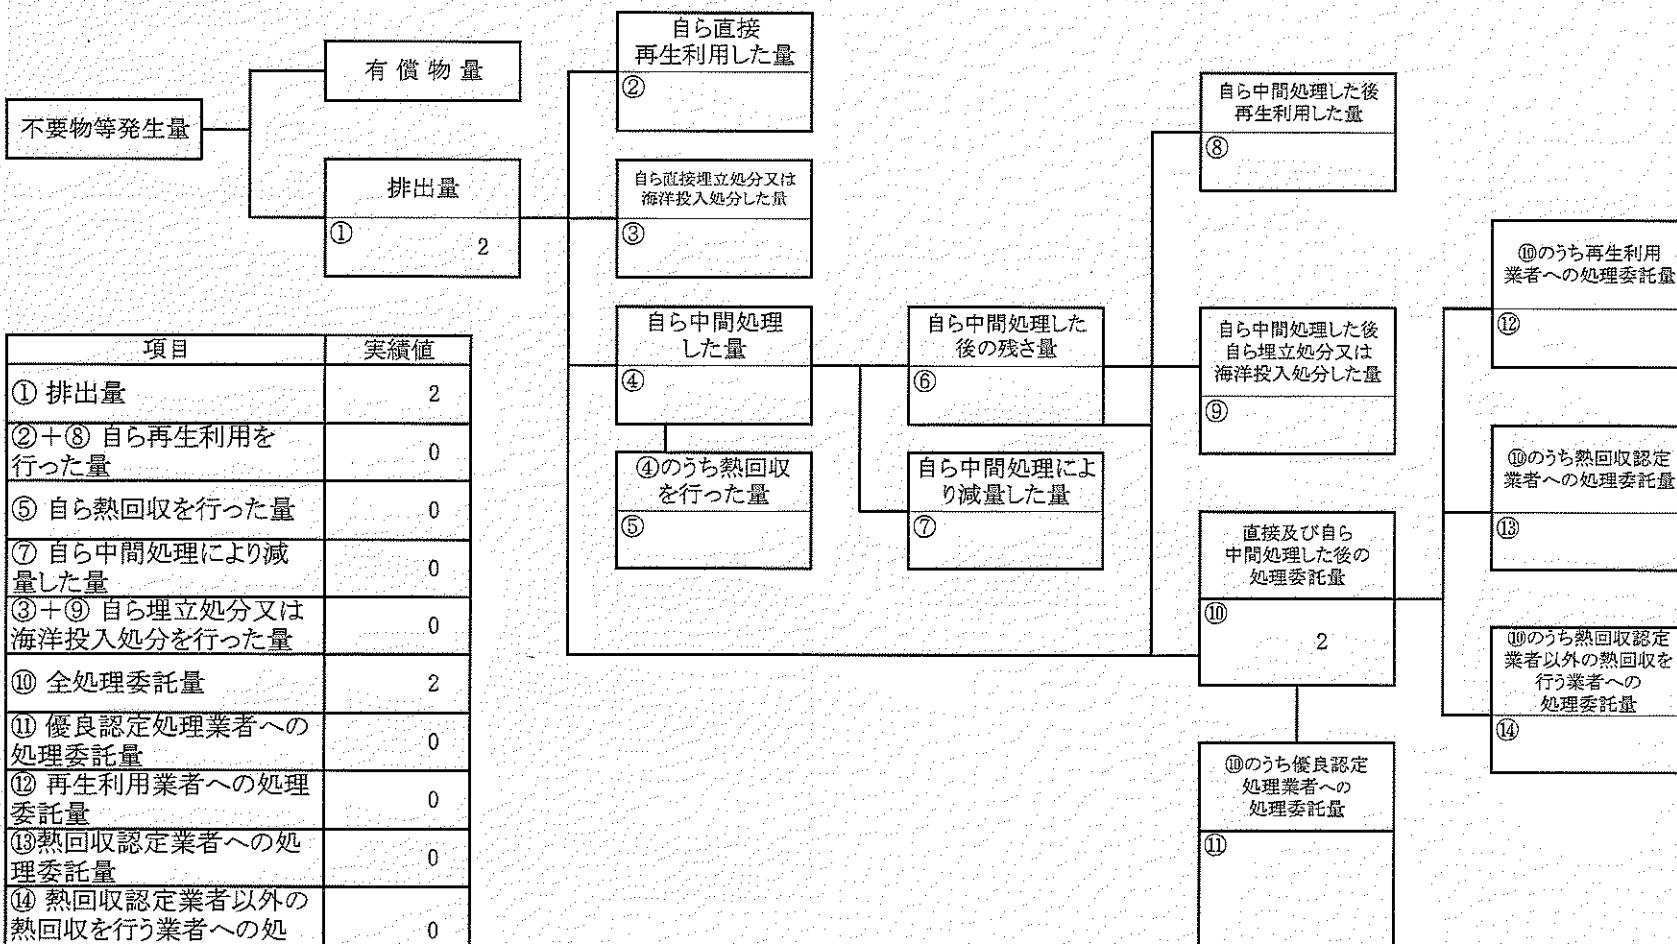 不要物等発生量
有 償 物 量
排出量
① 2
自ら直接
再生利用した量
②
自ら直接埋立処分又は
海洋投入処分した量
③
自ら中間処理
した量
④
④のうち熱回収
を行った量
⑤
自ら中間処理した
後の残さ量
⑥
自ら中間処理によ
り減量した量
⑦
自ら中間処理した後
再生利用した量
⑧
自ら中間処理した後
自ら埋立処分又は
海洋投入処分した量
⑨
直接及び自ら
中間処理した後の
処理委託量
⑩
2
⑩のうち優良認定
処理業者への
処理委託量
⑪
⑩のうち再生利用
業者への処理委託量
⑫
⑩のうち熱回収認定
業者への処理委託量
⑬
⑩のうち熱回収認定
業者以外の熱回収を
行う業者への
処理委託量
⑭
項目 実績値
① 排出量 2
②+⑧ 自ら再生利用を
行った量 0
⑤ 自ら熱回収を行った量 0
⑦ 自ら中間処理により減
量した量 0
③+⑨ 自ら埋立処分又は
海洋投入処分を行った量 0
⑩ 全処理委託量 2
⑪ 優良認定処理業者への
処理委託量 0
⑫ 再生利用業者への処理
委託量 0
⑬熱回収認定業者への処
理委託量 0
⑭ 熱回収認定業者以外の
熱回収を行う業者への処 0